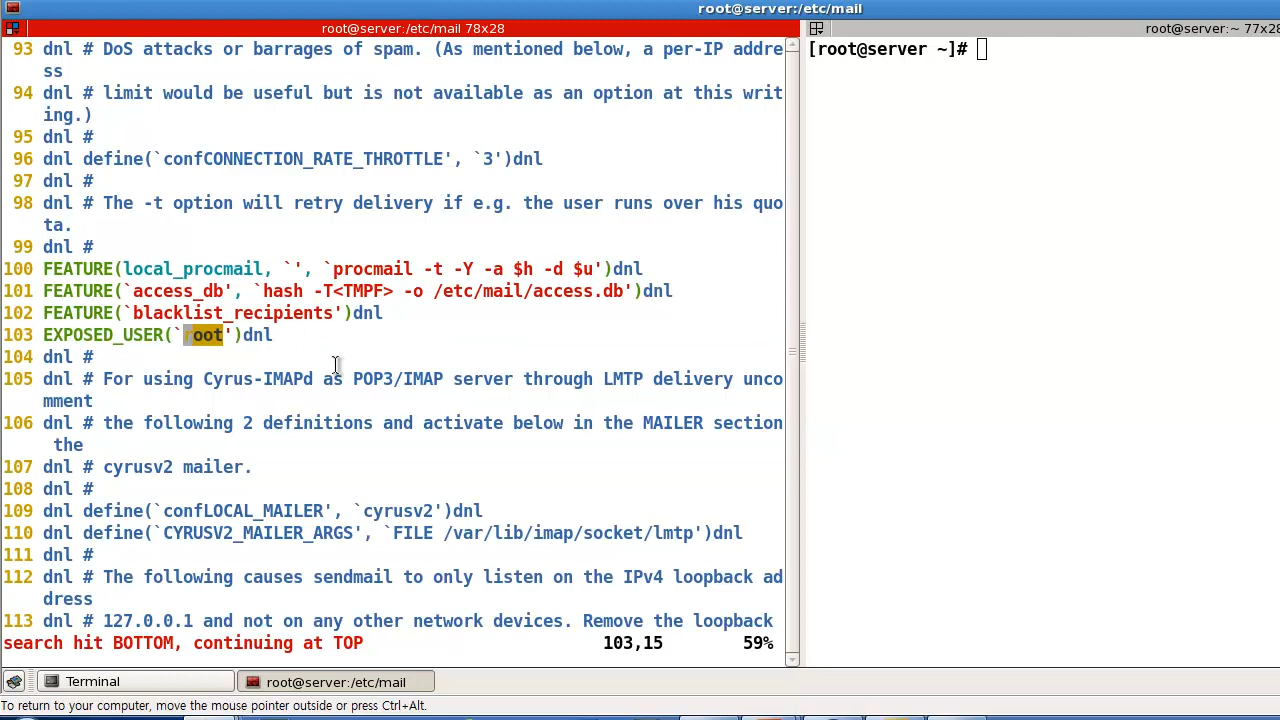 root@server:/etc/mail
root@server:/etc/mail 78x28
93 dnl # DoS attacks or barrages of spam. (As mentioned below, a per-IP addre
ss
94 dnl # limit would be useful but is not available as an option at this writ
ing.)
95 dnl #
96 dnl define(`confCONNECTION_RATE_THROTTLE', `3')dnl
97 dnl #
98 dnl # The -t option will retry delivery if e.g. the user runs over his quo
ta.
99 dnl #
100 FEATURE(local_procmail, `', `procmail -t -Y -a $h -d $u')dnl
101 FEATURE(`access_db', `hash -T<TMPF> -o /etc/mail/access.db')dnl
102 FEATURE(`blacklist_recipients')dnl
103 EXPOSED_USER(`root')dnl
104 dnl #
105 dnl # For using Cyrus-IMAPd as POP3/IMAP server through LMTP delivery unco
mment
106 dnl # the following 2 definitions and activate below in the MAILER section
the
107 dnl # cyrusv2 mailer.
108 dnl #
109 dnl define(`confLOCAL_MAILER', `cyrusv2')dnl
110 dnl define(`CYRUSV2_MAILER_ARGS', `FILE /var/lib/imap/socket/lmtp')dnl
111 dnl #
112 dnl # The following causes sendmail to only listen on the IPv4 loopback ad
dress
113 dnl # 127.0.0.1 and not on any other network devices. Remove the loopback
search hit BOTTOM, continuing at TOP 103,15 59%
root@server:~ 77x28
[root@server ~]#
Terminal
root@server:/etc/mail
To return to your computer, move the mouse pointer outside or press Ctrl+Alt.